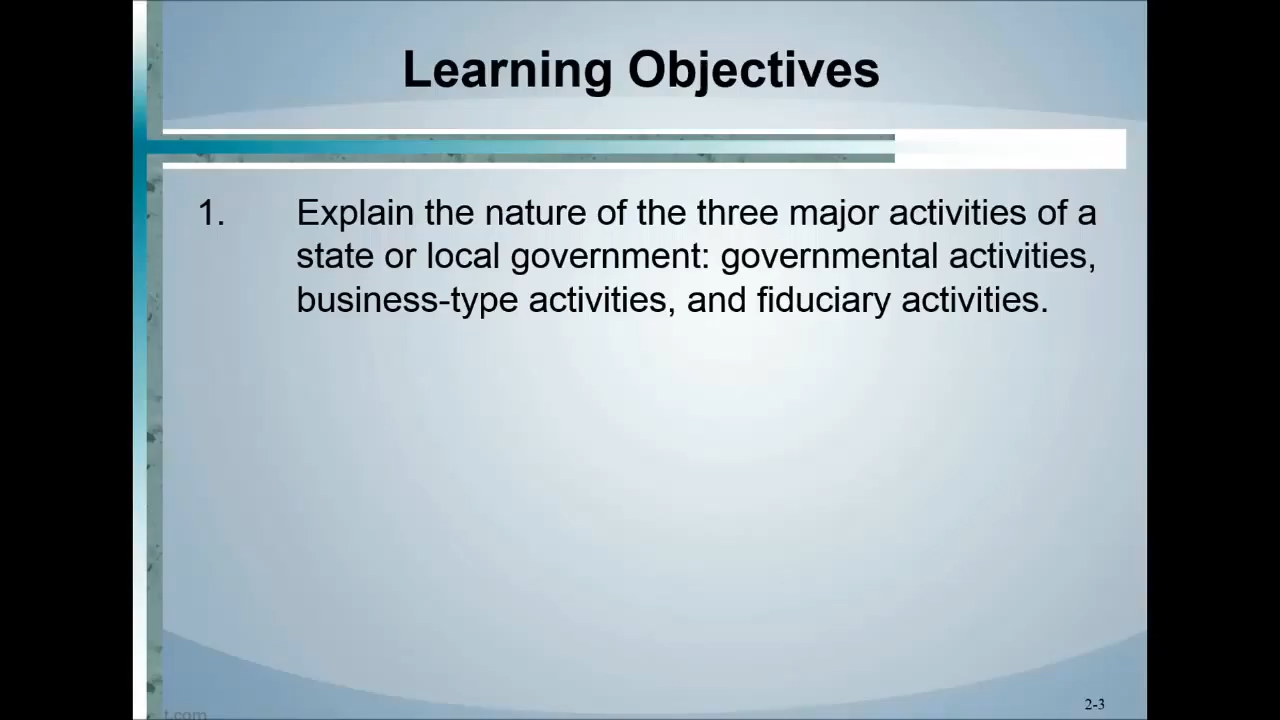 Learning Objectives
1. Explain the nature of the three major activities of a
state or local government: governmental activities,
business-type activities, and fiduciary activities.
2-3
t.com